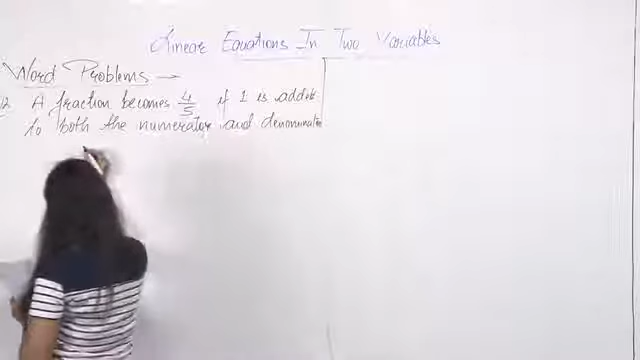 Linear Equations In Two Variables
Word Problems -
A fraction becomes 4/5 if 1 is added
to both the numerator and denominator